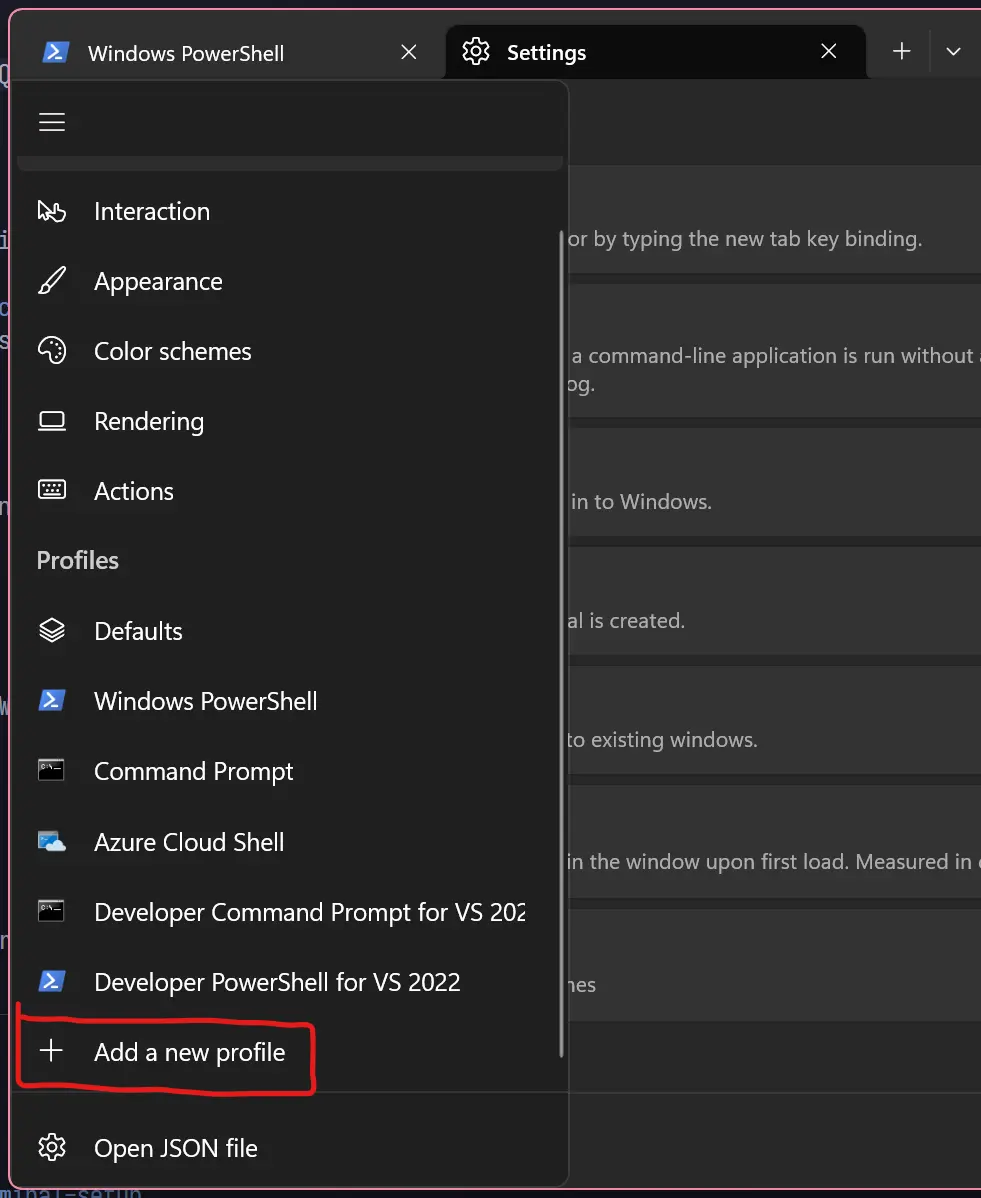 Windows PowerShell
Settings
Interaction
or by typing the new tab key binding.
Appearance
Color schemes
a command-line application is run without
og.
Rendering
Actions
in to Windows.
Profiles
Defaults
al is created.
Windows PowerShell
to existing windows.
Command Prompt
Azure Cloud Shell
in the window upon first load. Measured in
Developer Command Prompt for VS 202
Developer PowerShell for VS 2022
nes
Add a new profile
Open JSON file
minal-setup